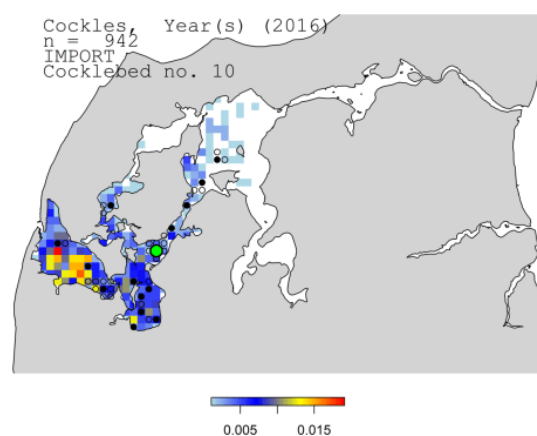 Cockles, Year(s) (2016)
n = 942
IMPORT
Cocklebed no. 10
0.005 0.015